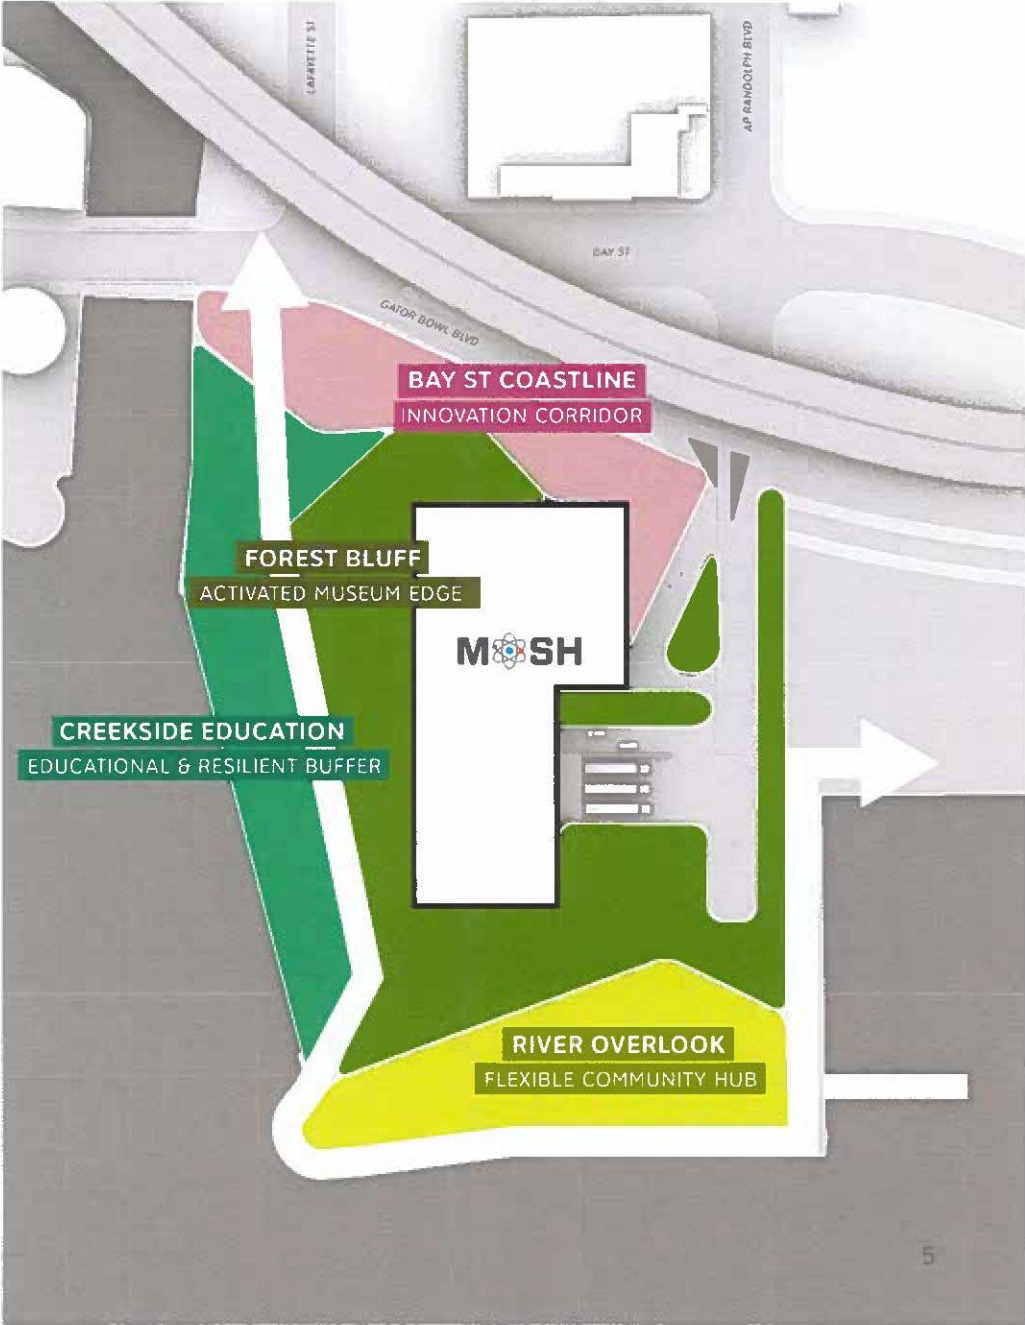 LAFAYETTE ST
AP RANDOLPH BLVD
BAY ST
GATOR BOWL BLVD
BAY ST COASTLINE
INNOVATION CORRIDOR
FOREST BLUFF
ACTIVATED MUSEUM EDGE
MOSH
CREEKSIDE EDUCATION
EDUCATIONAL & RESILIENT BUFFER
RIVER OVERLOOK
FLEXIBLE COMMUNITY HUB
5